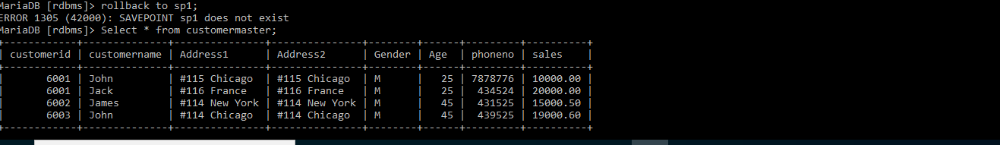 MariaDB [rdbms]> rollback to sp1;
ERROR 1305 (42000): SAVEPOINT sp1 does not exist
MariaDB [rdbms]> Select * from customermaster;
+------------+--------------+---------------+---------------+--------+------+---------+----------+
| customerid | customername | Address1      | Address2      | Gender | Age  | phoneno | sales    |
+------------+--------------+---------------+---------------+--------+------+---------+----------+
|       6001 | John         | #115 Chicago  | #115 Chicago  | M      |   25 | 7878776 | 10000.00 |
|       6001 | Jack         | #116 France   | #116 France   | M      |   25 |  434524 | 20000.00 |
|       6002 | James        | #114 New York | #114 New York | M      |   45 |  431525 | 15000.50 |
|       6003 | John         | #114 Chicago  | #114 Chicago  | M      |   45 |  439525 | 19000.60 |
+------------+--------------+---------------+---------------+--------+------+---------+----------+